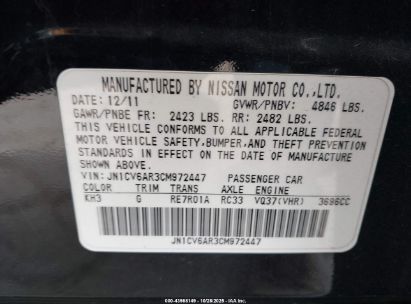 MANUFACTURED BY NISSAN MOTOR CO.,LTD.
DATE: 12/11 GVWR/PNBV: 4846 LBS.
GAWR/PNBE FR: 2423 LBS. RR: 2482 LBS.
THIS VEHICLE CONFORMS TO ALL APPLICABLE FEDERAL
MOTOR VEHICLE SAFETY,BUMPER, AND THEFT PREVENTION
STANDARDS IN EFFECT ON THE DATE OF MANUFACTURE
SHOWN ABOVE.
VIN: JN1CV6AR3CM972447 PASSENGER CAR
COLOR TRIM TRANS AXLE ENGINE
KH3 G RE7R01A RC33 VQ37(VHR) 3696CC
JN1CV6AR3CM972447